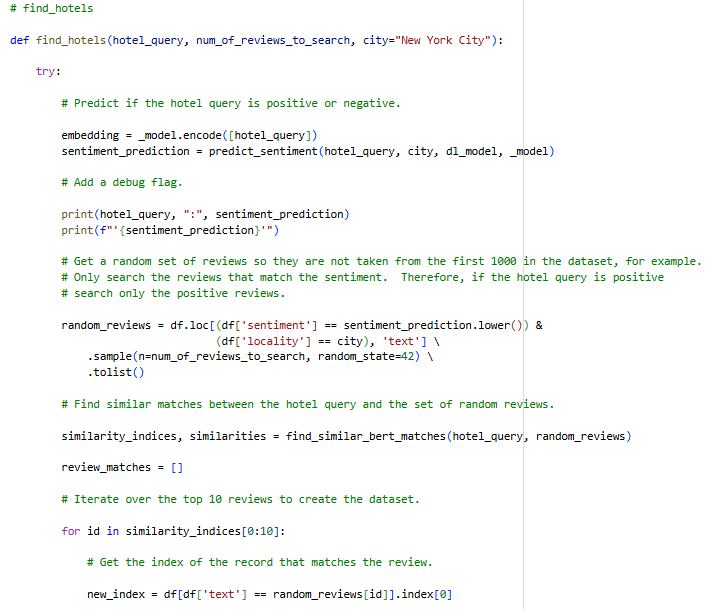 # find_hotels
def find_hotels(hotel_query, num_of_reviews_to_search, city="New York City"):
try:
# Predict if the hotel query is positive or negative.
embedding = _model.encode([hotel_query])
sentiment_prediction = predict_sentiment(hotel_query, city, dl_model, _model)
# Add a debug flag.
print(hotel_query, ":", sentiment_prediction)
print(f"'{sentiment_prediction}'")
# Get a random set of reviews so they are not taken from the first 1000 in the dataset, for example.
# Only search the reviews that match the sentiment.  Therefore, if the hotel query is positive
# search only the positive reviews.
random_reviews = df.loc[(df['sentiment'] == sentiment_prediction.lower()) &
(df['locality'] == city), 'text'] \
.sample(n=num_of_reviews_to_search, random_state=42) \
.tolist()
# Find similar matches between the hotel query and the set of random reviews.
similarity_indices, similarities = find_similar_bert_matches(hotel_query, random_reviews)
review_matches = []
# Iterate over the top 10 reviews to create the dataset.
for id in similarity_indices[0:10]:
# Get the index of the record that matches the review.
new_index = df[df['text'] == random_reviews[id]].index[0]